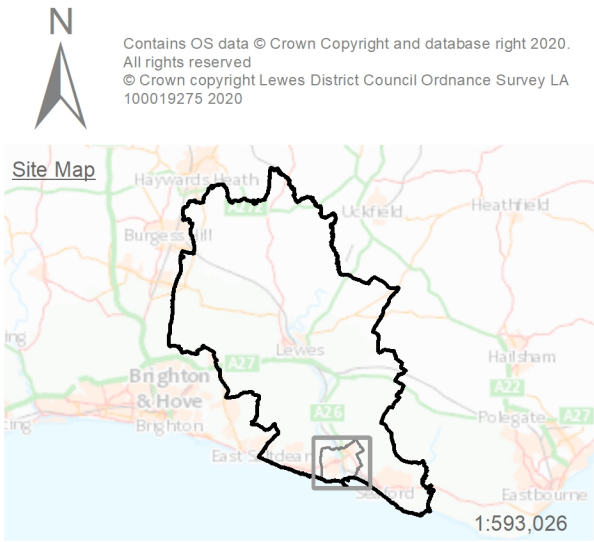 N
Contains OS data © Crown Copyright and database right 2020.
All rights reserved
© Crown copyright Lewes District Council Ordnance Survey LA
100019275 2020
Site Map
Haywards Heath
A272
Uckfield
Heathfield
Burgess Hill
ing
Lewes
Hailsham
A27
Brighton
& Hove
A22
A26
Polegate
A27
ing
Brighton
East Saltdean
Seaford
Eastbourne
1:593,026